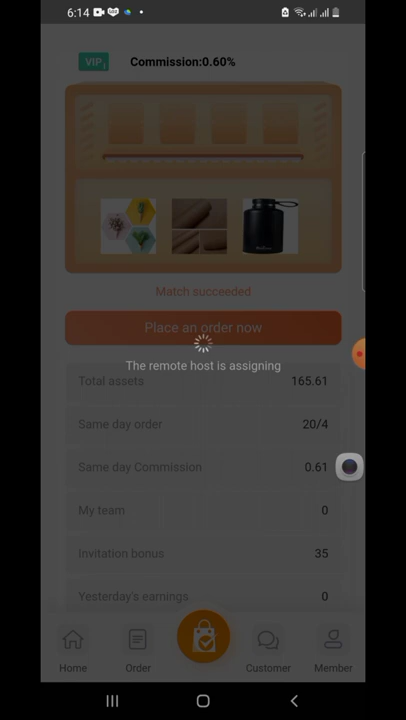 6:14
VIP1
Commission:0.60%
Match succeeded
Place an order now
The remote host is assigning
Total assets 165.61
Same day order 20/4
Same day Commission 0.61
My team 0
Invitation bonus 35
Yesterday's earnings 0
Home Order Customer Member